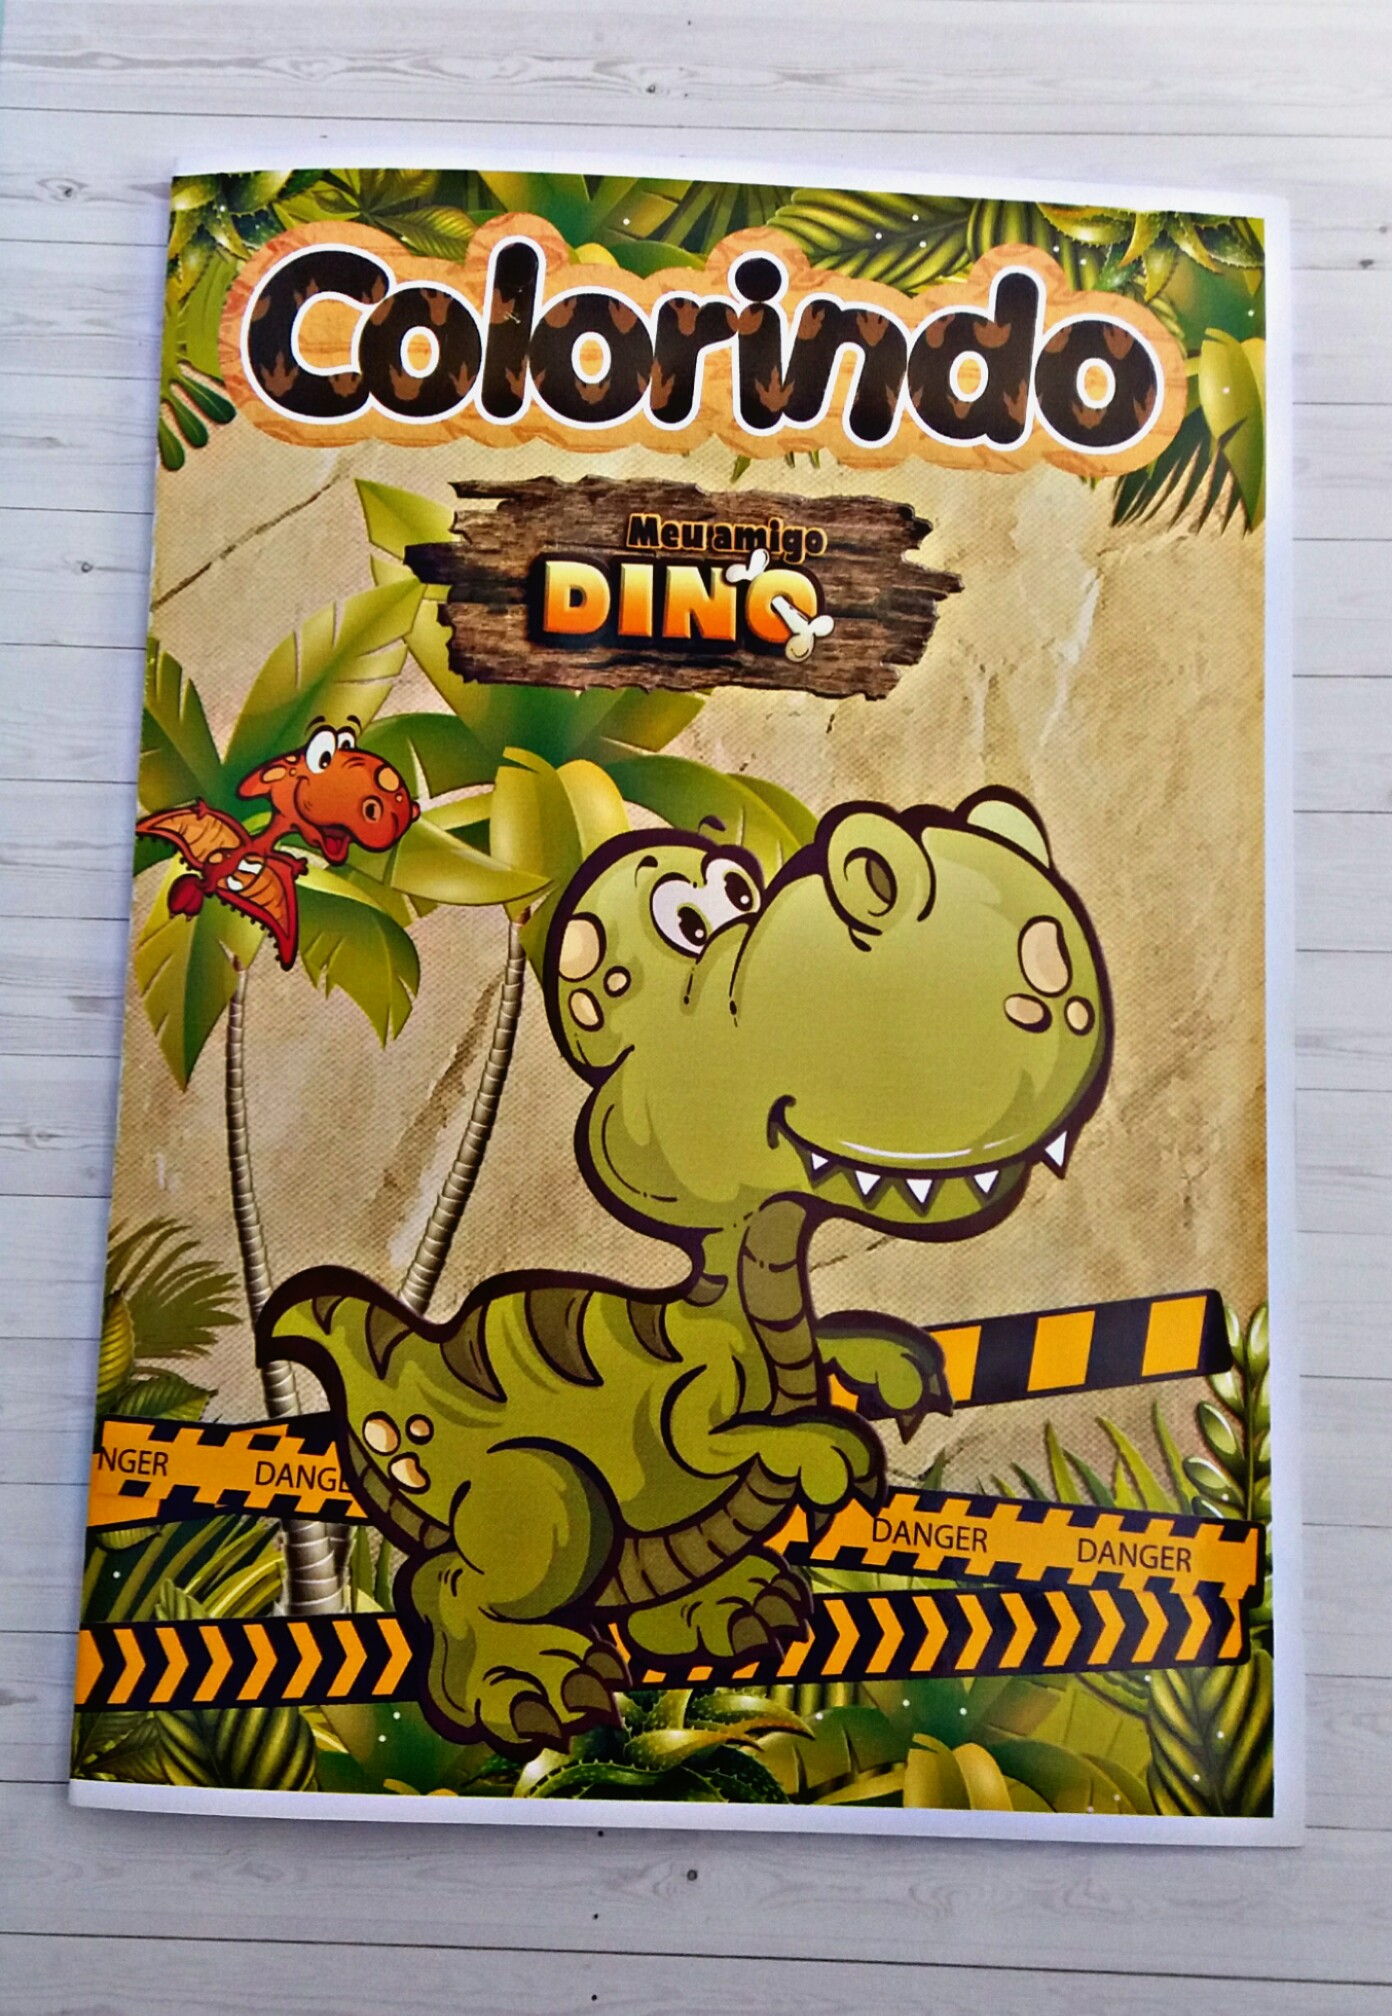 Colorindo
Meu amigo
DINO
NGER DANGE
DANGER DANGER